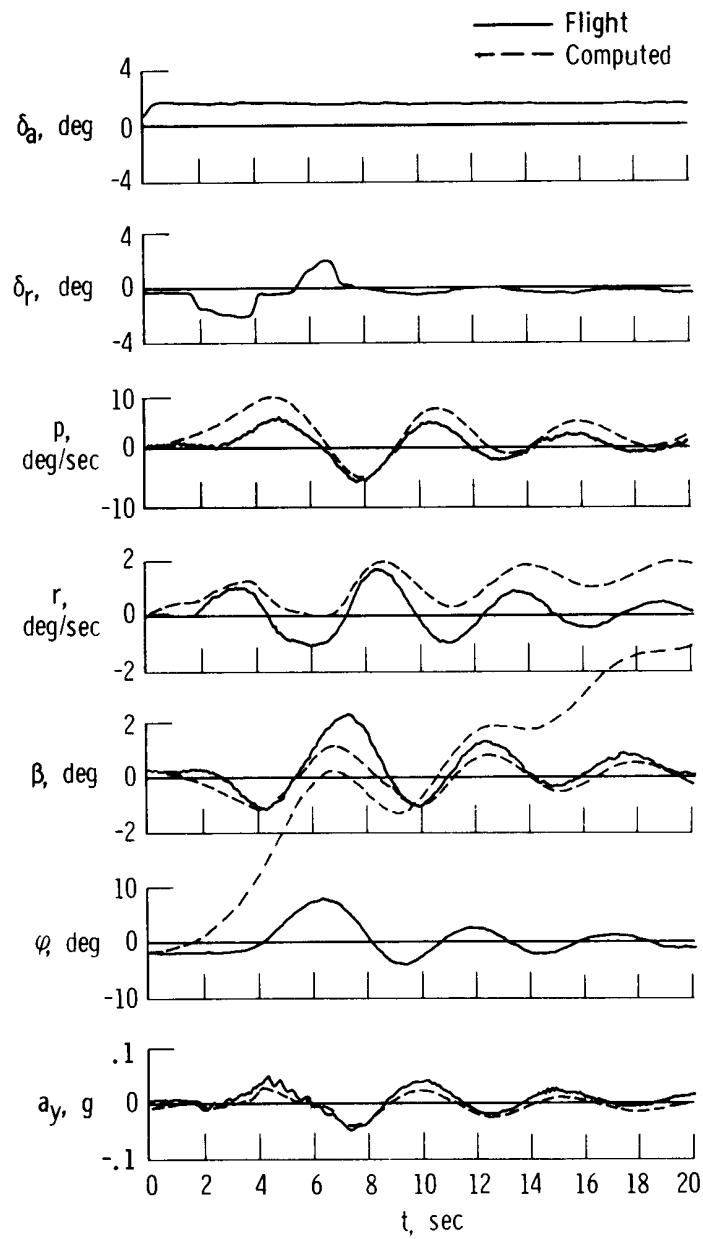 Flight
Computed
4
δa, deg
0
-4
4
δr, deg
0
-4
10
p,
deg/sec
0
-10
2
r,
deg/sec
0
-2
2
β, deg
0
-2
10
φ, deg
0
-10
.1
ay, g
0
-.1
0 2 4 6 8 10 12 14 16 18 20
t, sec